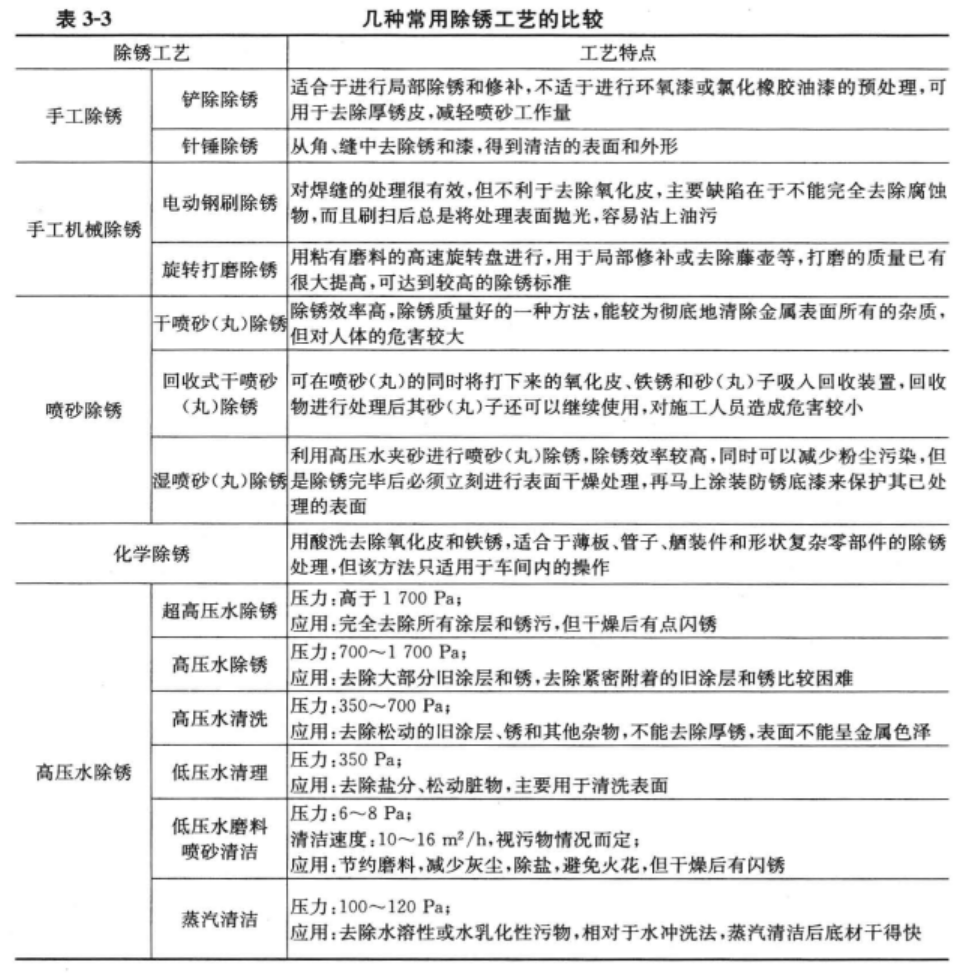 表 3-3 几种常用除锈工艺的比较
除锈工艺 工艺特点
手工除锈
铲除除锈
适合于进行局部除锈和修补,不适于进行环氧漆或氯化橡胶油漆的预处理,可
用于去除厚锈皮,减轻喷砂工作量
针锤除锈
从角、缝中去除锈和漆,得到清洁的表面和外形
手工机械除锈
电动钢刷除锈
对焊缝的处理很有效,但不利于去除氧化皮,主要缺陷在于不能完全去除腐蚀
物,而且刷扫后总是将处理表面抛光,容易沾上油污
旋转打磨除锈
用粘有磨料的高速旋转盘进行,用于局部修补或去除藤壶等,打磨的质量已有
很大提高,可达到较高的除锈标准
喷砂除锈
干喷砂(丸)除锈
除锈效率高,除锈质量好的一种方法,能较为彻底地清除金属表面所有的杂质,
但对人体的危害较大
回收式干喷砂
(丸)除锈
可在喷砂(丸)的同时将打下来的氧化皮、铁锈和砂(丸)子吸入回收装置,回收
物进行处理后其砂(丸)子还可以继续使用,对施工人员造成危害较小
湿喷砂(丸)除锈
利用高压水夹砂进行喷砂(丸)除锈,除锈效率较高,同时可以减少粉尘污染,但
是除锈完毕后必须立刻进行表面干燥处理,再马上涂装防锈底漆来保护其已处
理的表面
化学除锈
用酸洗去除氧化皮和铁锈,适合于薄板、管子、舾装件和形状复杂零部件的除锈
处理,但该方法只适用于车间内的操作
高压水除锈
超高压水除锈
压力:高于 1 700 Pa;
应用:完全去除所有涂层和锈污,但干燥后有点闪锈
高压水除锈
压力:700～1 700 Pa;
应用:去除大部分旧涂层和锈,去除紧密附着的旧涂层和锈比较困难
高压水清洗
压力:350～700 Pa;
应用:去除松动的旧涂层、锈和其他杂物,不能去除厚锈,表面不能呈金属色泽
低压水清理
压力:350 Pa;
应用:去除盐分、松动脏物,主要用于清洗表面
低压水磨料
喷砂清洁
压力:6～8 Pa;
清洁速度:10～16 m²/h,视污物情况而定;
应用:节约磨料,减少灰尘,除盐,避免火花,但干燥后有闪锈
蒸汽清洁
压力:100～120 Pa;
应用:去除水溶性或水乳化性污物,相对于水冲洗法,蒸汽清洁后底材干得快